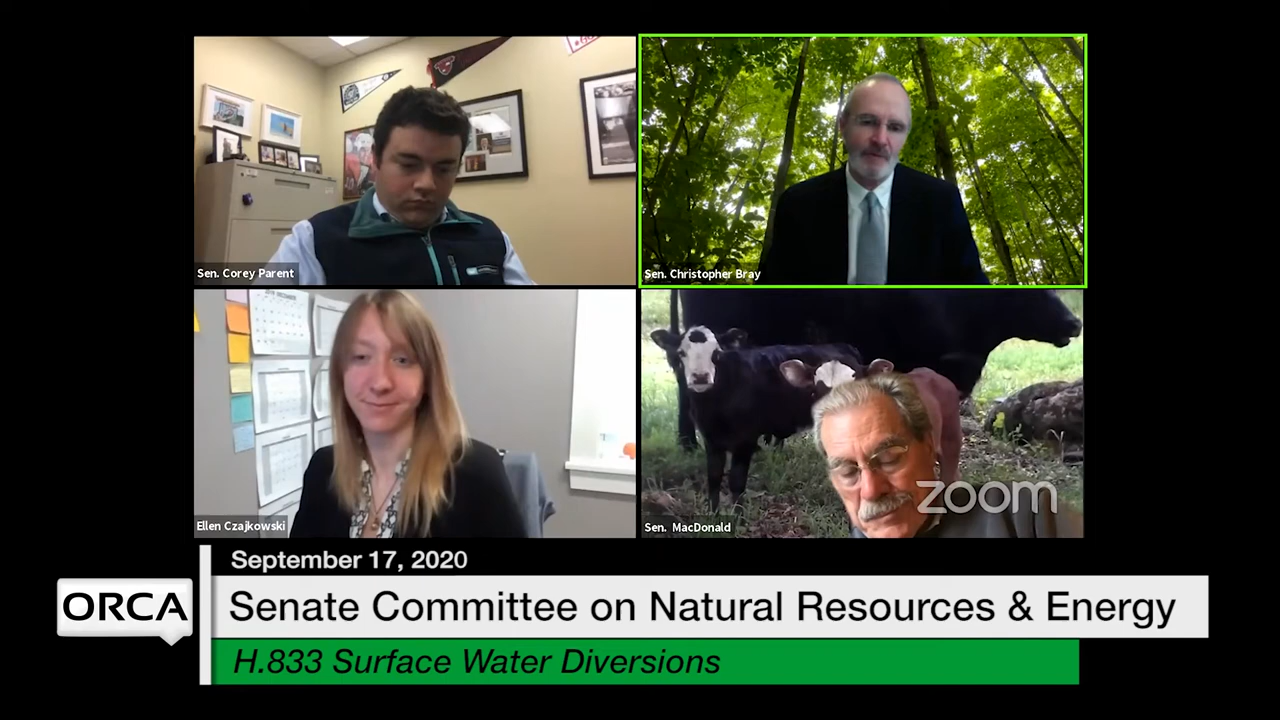 Sen. Corey Parent
Sen. Christopher Bray
Ellen Czajkowski
Sen. MacDonald
zoom
September 17, 2020
ORCA
Senate Committee on Natural Resources & Energy
H.833 Surface Water Diversions